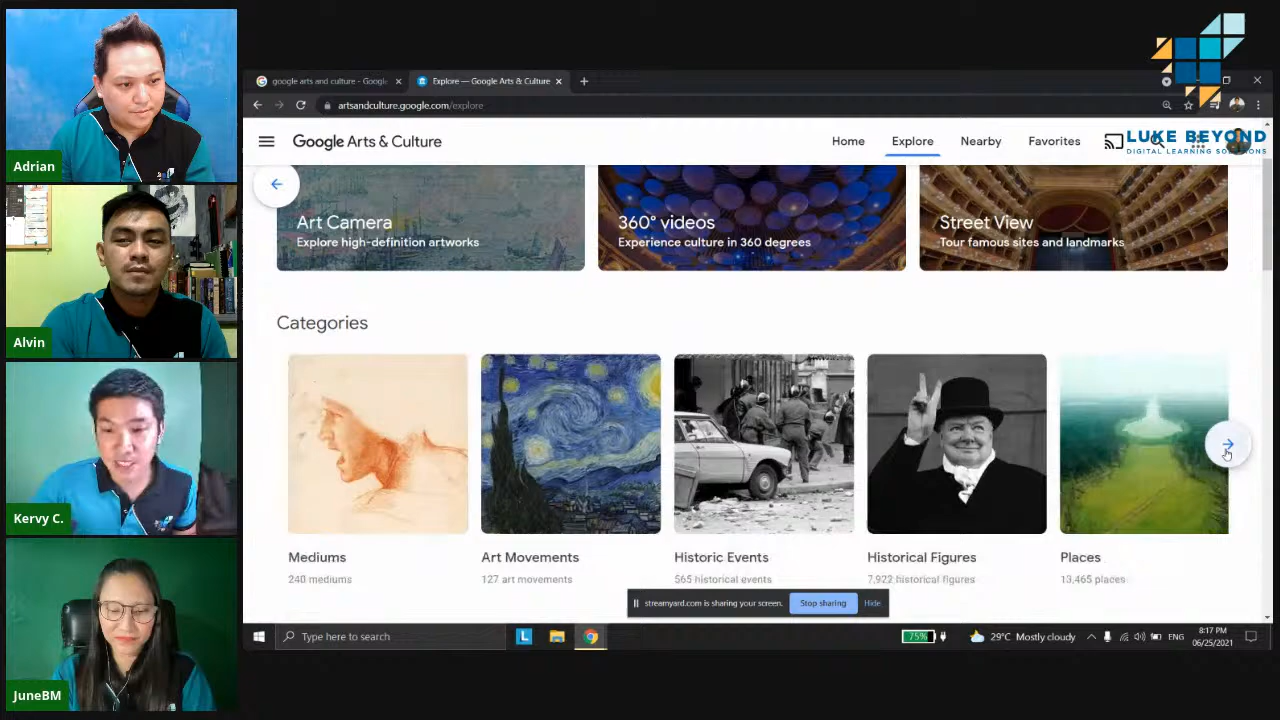 Adrian
Alvin
Kervy C.
JuneBM
LUKE BEYOND
DIGITAL LEARNING SOLUTIONS
google arts and culture - Google
Explore — Google Arts & Culture
artsandculture.google.com/explore
Google Arts & Culture
Home
Explore
Nearby
Favorites
Art Camera
Explore high-definition artworks
360° videos
Experience culture in 360 degrees
Street View
Tour famous sites and landmarks
Categories
Mediums
240 mediums
Art Movements
127 art movements
Historic Events
565 historical events
Historical Figures
7,922 historical figures
Places
13,465 places
streamyard.com is sharing your screen.
Stop sharing
Hide
Type here to search
75%
29°C Mostly cloudy
ENG
8:17 PM
06/25/2021